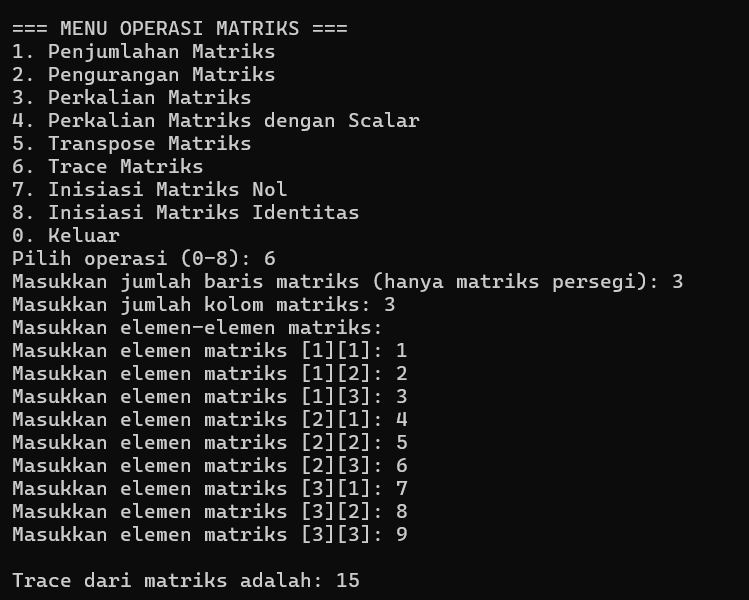 === MENU OPERASI MATRIKS ===
1. Penjumlahan Matriks
2. Pengurangan Matriks
3. Perkalian Matriks
4. Perkalian Matriks dengan Scalar
5. Transpose Matriks
6. Trace Matriks
7. Inisiasi Matriks Nol
8. Inisiasi Matriks Identitas
0. Keluar
Pilih operasi (0-8): 6
Masukkan jumlah baris matriks (hanya matriks persegi): 3
Masukkan jumlah kolom matriks: 3
Masukkan elemen-elemen matriks:
Masukkan elemen matriks [1][1]: 1
Masukkan elemen matriks [1][2]: 2
Masukkan elemen matriks [1][3]: 3
Masukkan elemen matriks [2][1]: 4
Masukkan elemen matriks [2][2]: 5
Masukkan elemen matriks [2][3]: 6
Masukkan elemen matriks [3][1]: 7
Masukkan elemen matriks [3][2]: 8
Masukkan elemen matriks [3][3]: 9
Trace dari matriks adalah: 15